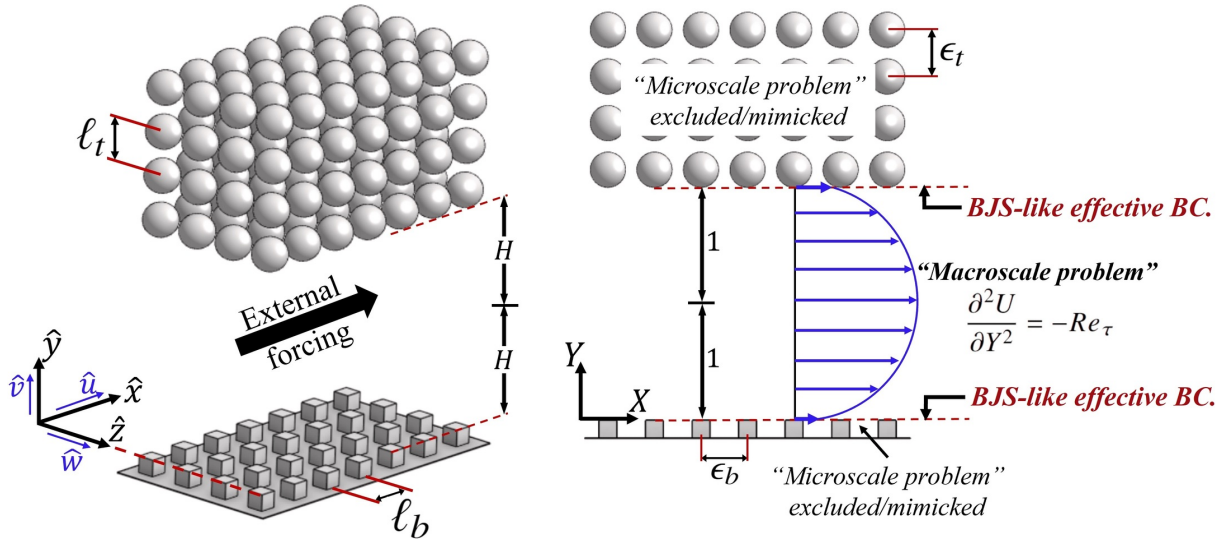 ℓ_t
H
H
External
forcing
ŷ
v̂
û
x̂
ẑ
ŵ
ℓ_b
ϵ_t
“Microscale problem”
excluded/mimicked
BJS-like effective BC.
1
1
“Macroscale problem”
∂²U/∂Y² = −Re_τ
Y
X
BJS-like effective BC.
ϵ_b
“Microscale problem”
excluded/mimicked